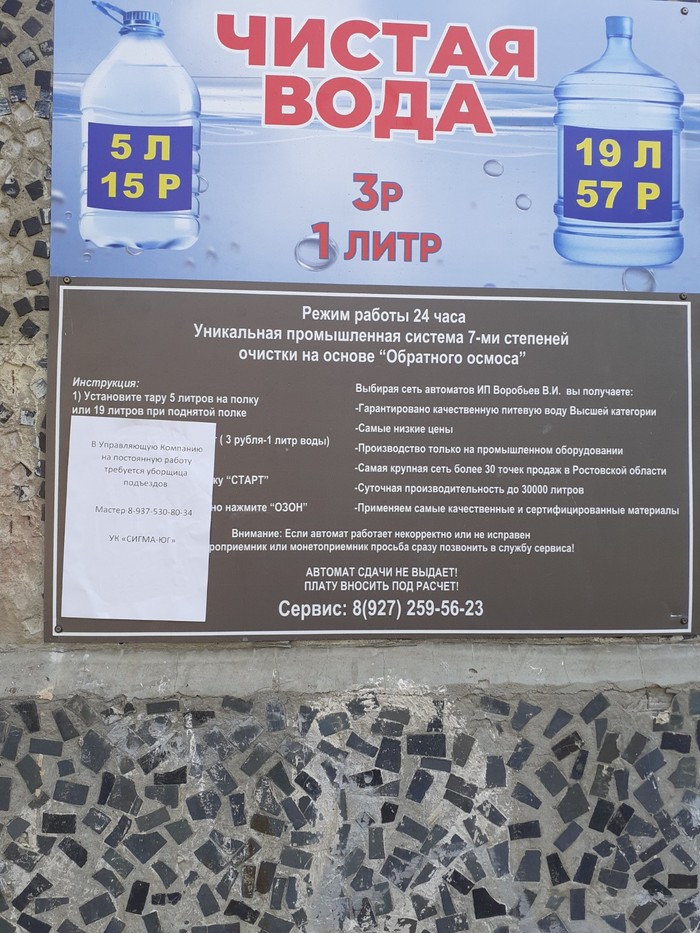 ЧИСТАЯ
ВОДА
5 Л
15 Р
3Р
1 ЛИТР
19 Л
57 Р
Режим работы 24 часа
Уникальная промышленная система 7-ми степеней
очистки на основе “Обратного осмоса”
Инструкция:
1) Установите тару 5 литров на полку
или 19 литров при поднятой полке
( 3 рубля-1 литр воды)
“СТАРТ”
нажмите “ОЗОН”
В Управляющую Компанию
на постоянную работу
требуется уборщица
подъездов
Мастер 8-937-530-80-34
УК «СИГМА-ЮГ»
Выбирая сеть автоматов ИП Воробьев В.И. вы получаете:
-Гарантировано качественную питевую воду Высшей категории
-Самые низкие цены
-Производство только на промышленном оборудовании
-Самая крупная сеть более 30 точек продаж в Ростовской области
-Суточная производительность до 30000 литров
-Применяем самые качественные и сертифицированные материалы
Внимание: Если автомат работает некорректно или не исправен
или монетоприемник просьба сразу позвонить в службу сервиса!
АВТОМАТ СДАЧИ НЕ ВЫДАЕТ!
ПЛАТУ ВНОСИТЬ ПОД РАСЧЕТ!
Сервис: 8(927) 259-56-23